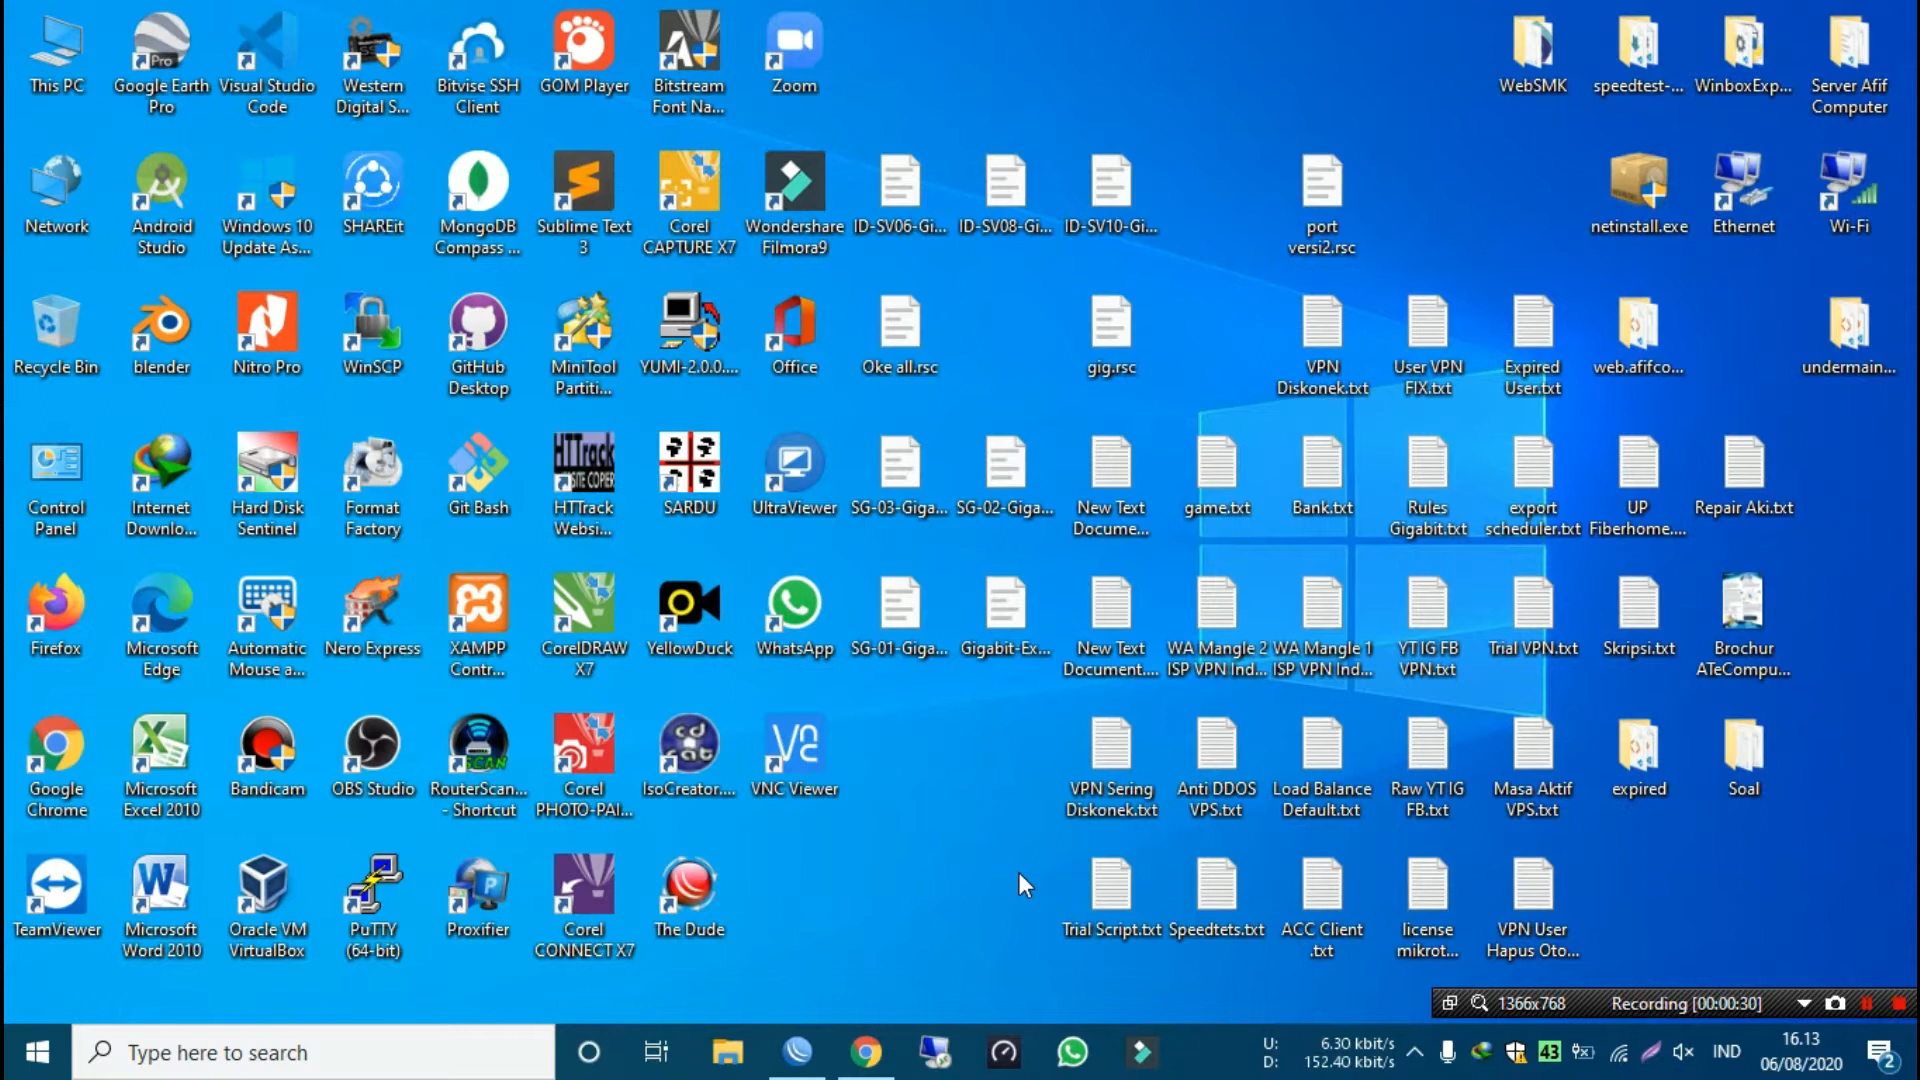 This PC
Google Earth
Pro
Visual Studio
Code
Western
Digital S...
Bitvise SSH
Client
GOM Player
Bitstream
Font Na...
Zoom
WebSMK
speedtest-...
WinboxExp...
Server Afif
Computer
Network
Android
Studio
Windows 10
Update As...
SHAREit
MongoDB
Compass ...
Sublime Text
3
Corel
CAPTURE X7
Wondershare
Filmora9
ID-SV06-Gi...
ID-SV08-Gi...
ID-SV10-Gi...
port
versi2.rsc
netinstall.exe
Ethernet
Wi-Fi
Recycle Bin
blender
Nitro Pro
WinSCP
GitHub
Desktop
MiniTool
Partiti...
YUMI-2.0.0....
Office
Oke all.rsc
gig.rsc
VPN
Diskonek.txt
User VPN
FIX.txt
Expired
User.txt
web.afifco...
undermain...
Control
Panel
Internet
Downlo...
Hard Disk
Sentinel
Format
Factory
Git Bash
HTTrack
SITE COPIER
HTTrack
Websi...
SARDU
UltraViewer
SG-03-Giga...
SG-02-Giga...
New Text
Docume...
game.txt
Bank.txt
Rules
Gigabit.txt
export
scheduler.txt
UP
Fiberhome....
Repair Aki.txt
Firefox
Microsoft
Edge
Automatic
Mouse a...
Nero Express
XAMPP
Contr...
CorelDRAW
X7
YellowDuck
WhatsApp
SG-01-Giga...
Gigabit-Ex...
New Text
Document....
WA Mangle 2
ISP VPN Ind...
WA Mangle 1
ISP VPN Ind...
YT IG FB
VPN.txt
Trial VPN.txt
Skripsi.txt
Brochur
ATeCompu...
Google
Chrome
Microsoft
Excel 2010
Bandicam
OBS Studio
SCAN
RouterScan...
- Shortcut
Corel
PHOTO-PAI...
cd
fat
IsoCreator....
VNC Viewer
VPN Sering
Diskonek.txt
Anti DDOS
VPS.txt
Load Balance
Default.txt
Raw YT IG
FB.txt
Masa Aktif
VPS.txt
expired
Soal
TeamViewer
Microsoft
Word 2010
Oracle VM
VirtualBox
PuTTY
(64-bit)
Proxifier
Corel
CONNECT X7
The Dude
Trial Script.txt
Speedtets.txt
ACC Client
.txt
license
mikrot...
VPN User
Hapus Oto...
1366x768
Recording [00:00:30]
Type here to search
U: 6.30 kbit/s
D: 152.40 kbit/s
43
IND
16.13
06/08/2020
2